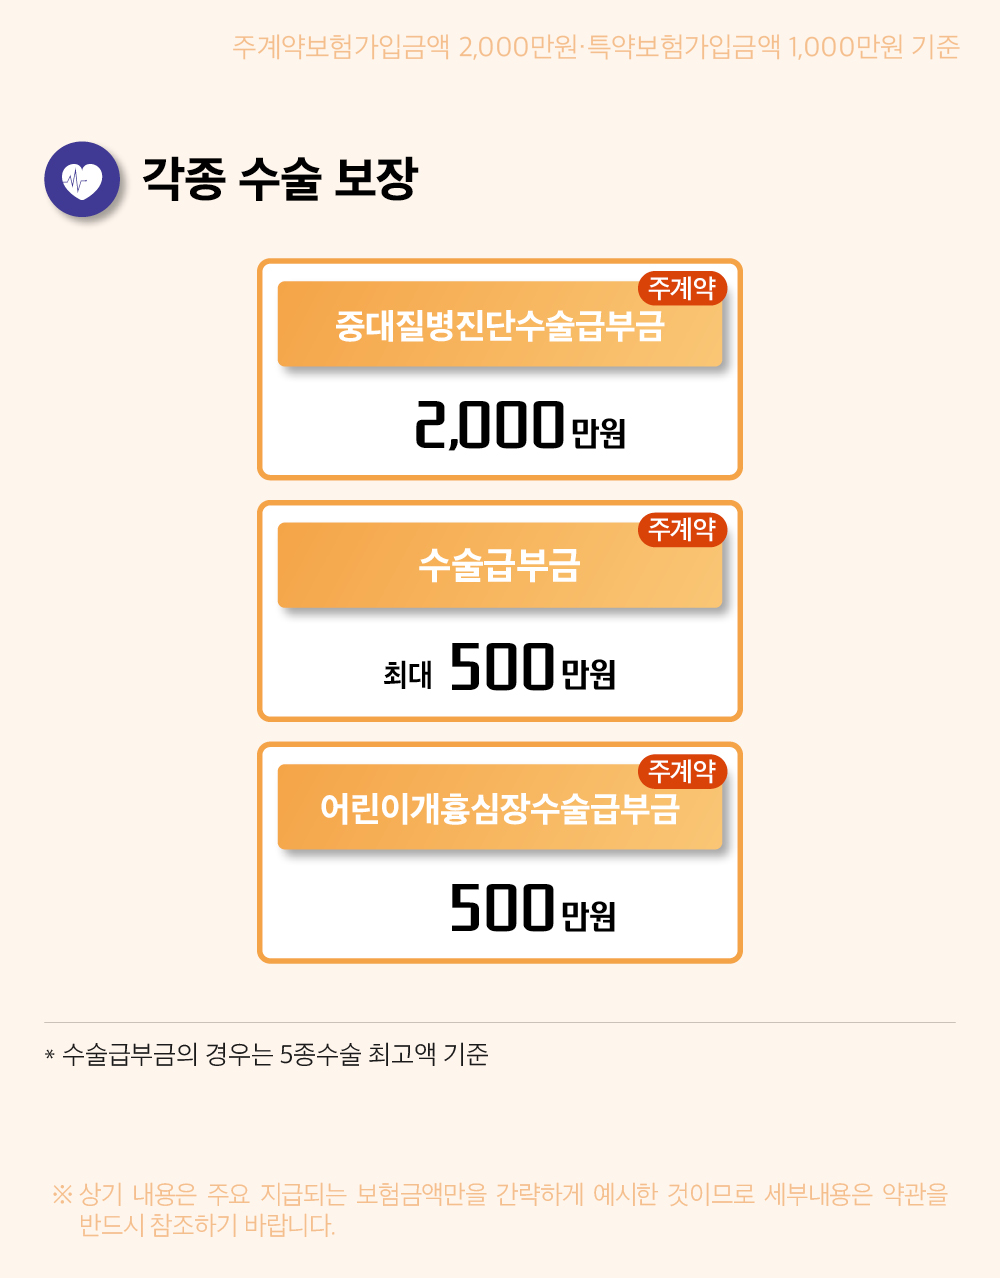 주계약보험가입금액 2,000만원·특약보험가입금액 1,000만원 기준
각종 수술 보장
주계약
중대질병진단수술급부금
2,000만원
주계약
수술급부금
최대 500만원
주계약
어린이개흉심장수술급부금
500만원
* 수술급부금의 경우는 5종수술 최고액 기준
※ 상기 내용은 주요 지급되는 보험금액만을 간략하게 예시한 것이므로 세부내용은 약관을
반드시 참조하기 바랍니다.